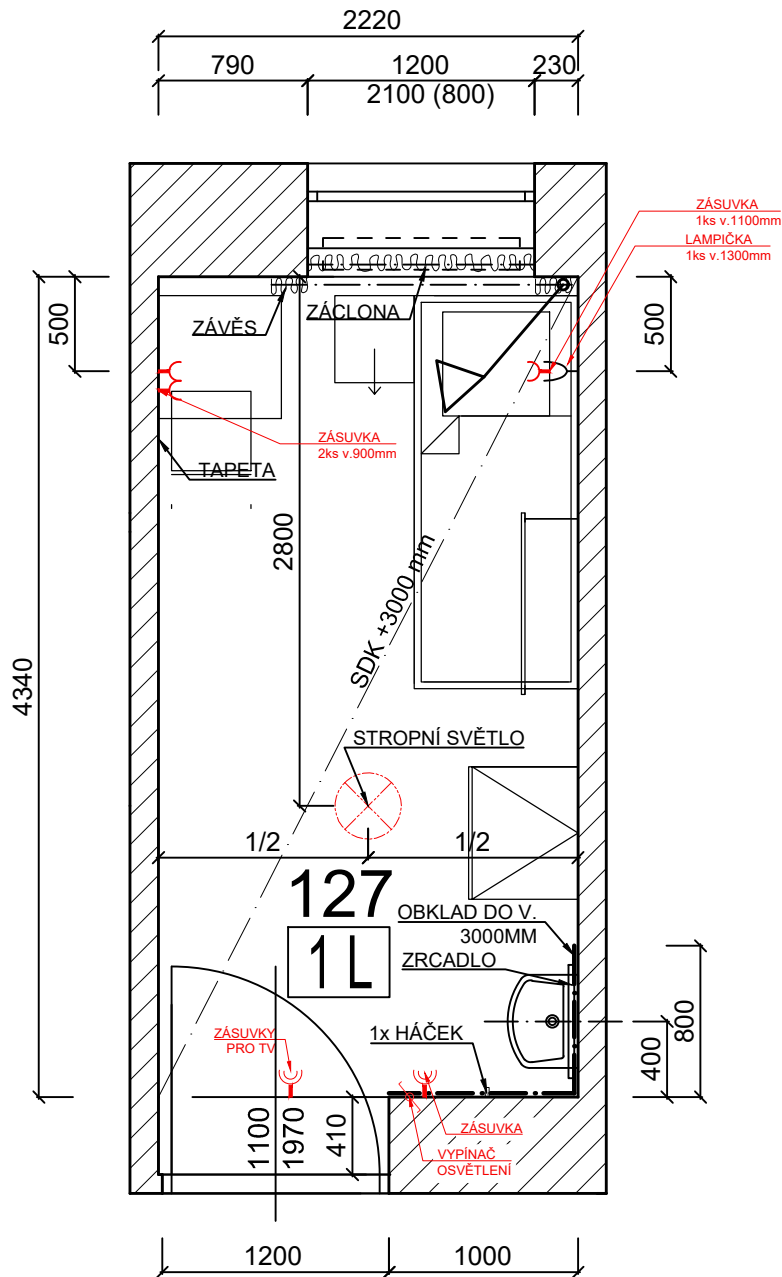 2220
790
1200
230
2100 (800)
ZÁSUVKA
1ks v.1100mm
LAMPIČKA
1ks v.1300mm
500
ZÁVĚS
ZÁCLONA
500
ZÁSUVKA
2ks v.900mm
TAPETA
2800
SDK +3000 mm
4340
STROPNÍ SVĚTLO
1/2
1/2
127
1L
OBKLAD DO V.
3000MM
ZRCADLO
800
400
ZÁSUVKY
PRO TV
1x HÁČEK
1100
1970
410
ZÁSUVKA
VYPÍNAČ
OSVĚTLENÍ
1200
1000